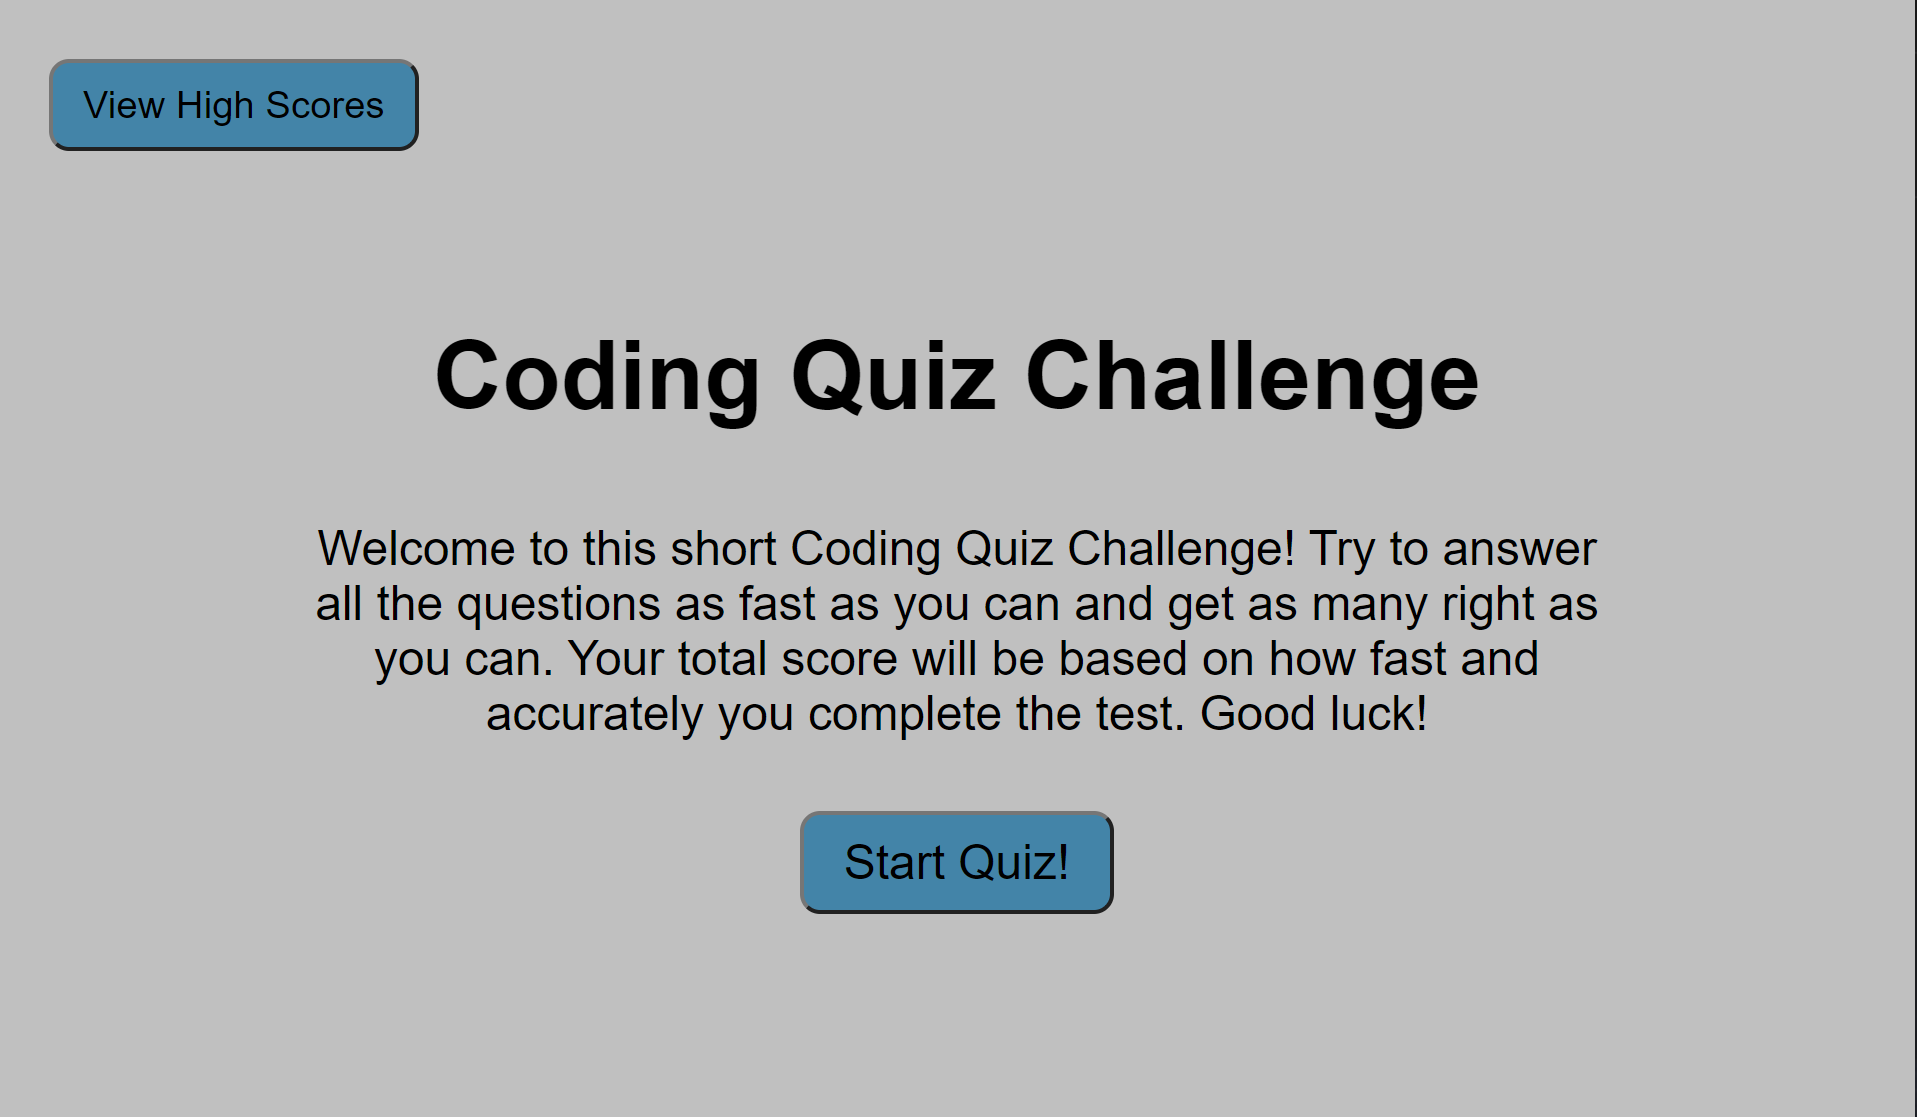 View High Scores
Coding Quiz Challenge
Welcome to this short Coding Quiz Challenge! Try to answer
all the questions as fast as you can and get as many right as
you can. Your total score will be based on how fast and
accurately you complete the test. Good luck!
Start Quiz!